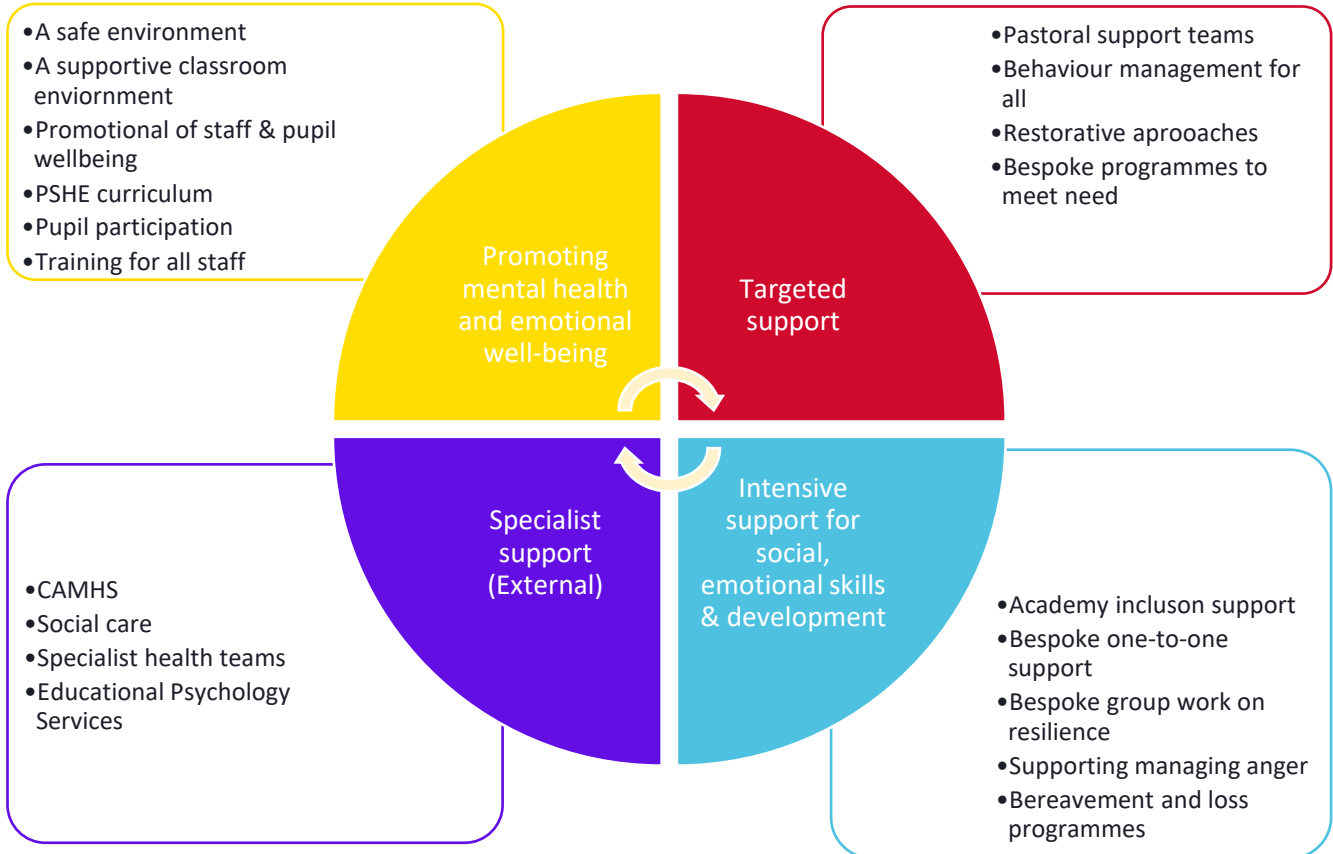 •A safe environment
•A supportive classroom
enviornment
•Promotional of staff & pupil
wellbeing
•PSHE curriculum
•Pupil participation
•Training for all staff
•Pastoral support teams
•Behaviour management for
all
•Restorative aprooaches
•Bespoke programmes to
meet need
Promoting
mental health
and emotional
well-being
Targeted
support
Specialist
support
(External)
Intensive
support for
social,
emotional skills
& development
•CAMHS
•Social care
•Specialist health teams
•Educational Psychology
Services
•Academy incluson support
•Bespoke one-to-one
support
•Bespoke group work on
resilience
•Supporting managing anger
•Bereavement and loss
programmes